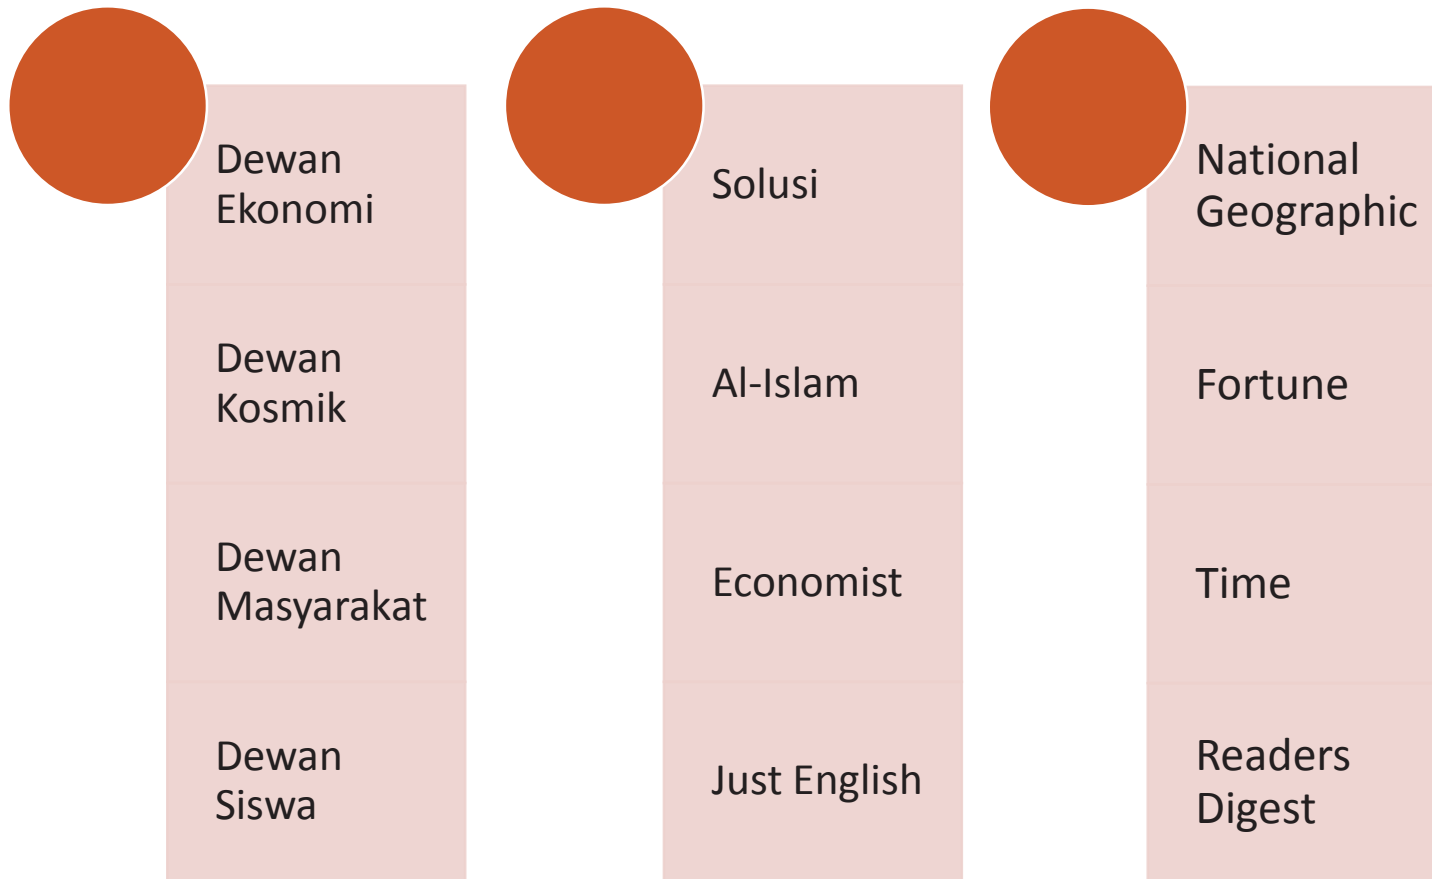 Dewan
Ekonomi
Dewan
Kosmik
Dewan
Masyarakat
Dewan
Siswa
Solusi
Al-Islam
Economist
Just English
National
Geographic
Fortune
Time
Readers
Digest